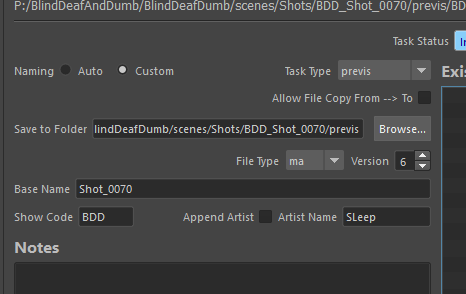 P:/BlindDeafAndDumb/BlindDeafDumb/scenes/Shots/BDD_Shot_0070/previs/BD
Task Status In
Naming Auto Custom Task Type previs Exis
Allow File Copy From --> To
Save to Folder lindDeafDumb/scenes/Shots/BDD_Shot_0070/previs Browse...
File Type ma Version 6
Base Name Shot_0070
Show Code BDD Append Artist Artist Name SLeep
Notes